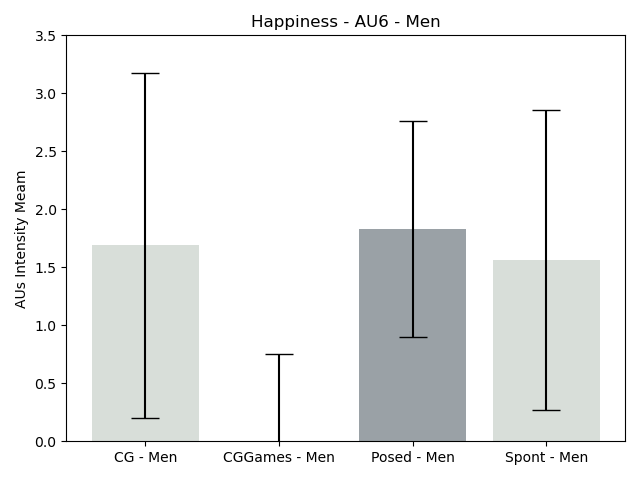 Happiness - AU6 - Men
AUs Intensity Meam
3.5
3.0
2.5
2.0
1.5
1.0
0.5
0.0
CG - Men
CGGames - Men
Posed - Men
Spont - Men